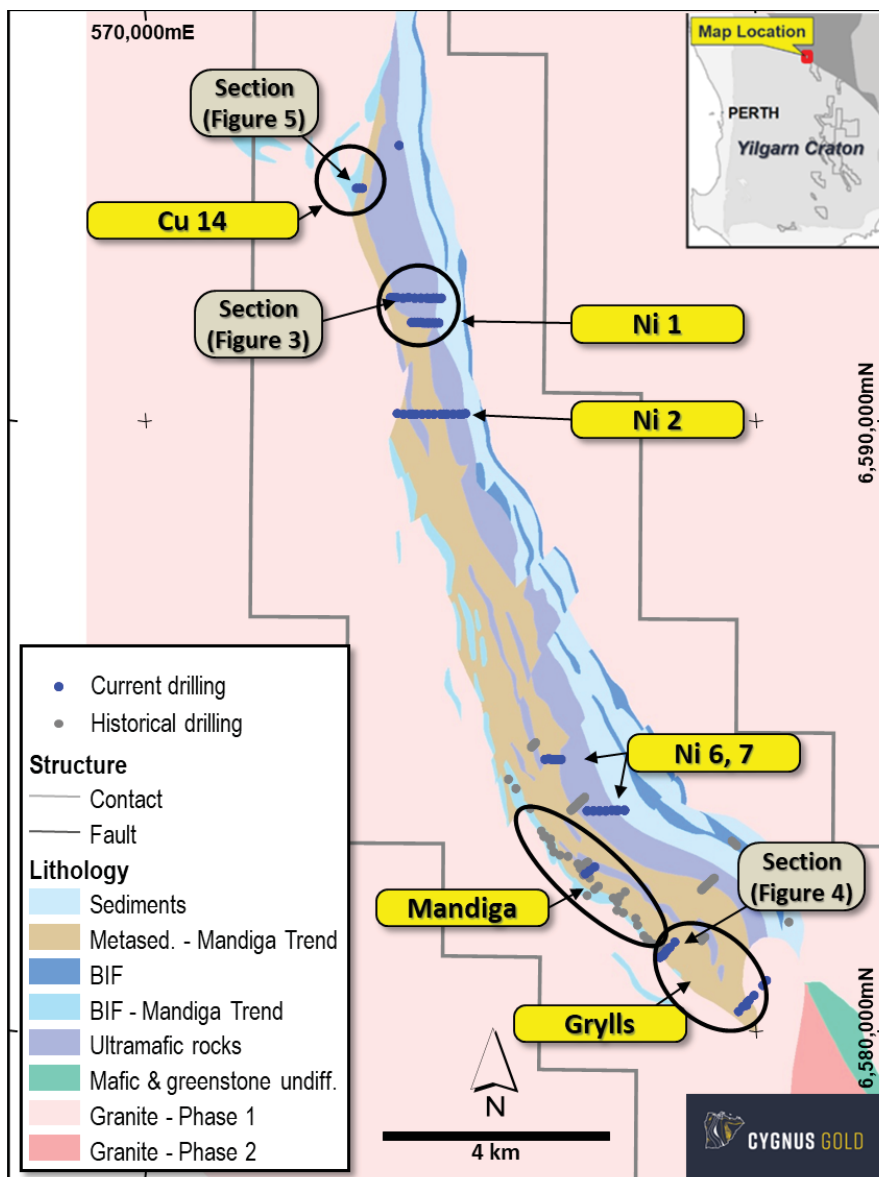 570,000mE
Map Location
PERTH
Yilgarn Craton
Section
(Figure 5)
Cu 14
Section
(Figure 3)
Ni 1
Ni 2
6,590,000mN
Current drilling
Historical drilling
Structure
Contact
Fault
Lithology
Sediments
Metased. - Mandiga Trend
BIF
BIF - Mandiga Trend
Ultramafic rocks
Mafic & greenstone undiff.
Granite - Phase 1
Granite - Phase 2
Ni 6, 7
Section
(Figure 4)
Mandiga
Grylls
6,580,000mN
N
4 km
CYGNUS GOLD